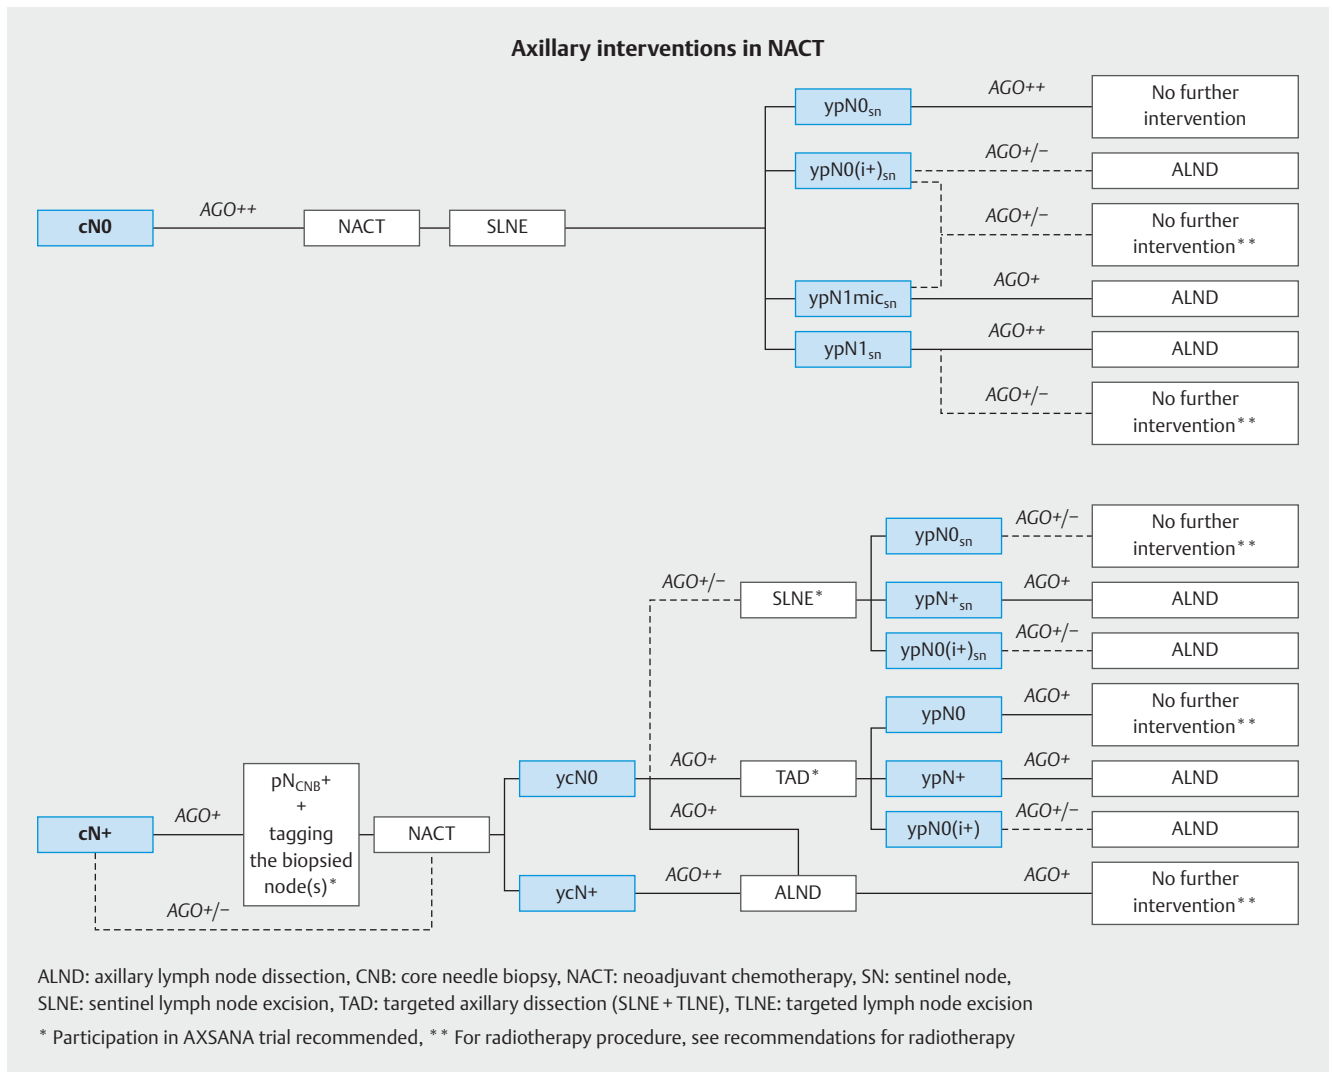 Axillary interventions in NACT
cN0
AGO++
NACT
SLNE
ypN0sn
AGO++
No further
intervention
ypN0(i+)sn
AGO+/−
ALND
AGO+/−
No further
intervention**
ypN1micsn
AGO+
ALND
ypN1sn
AGO++
ALND
AGO+/−
No further
intervention**
cN+
AGO+
AGO+/−
pNCNB+
+
tagging
the biopsied
node(s)*
NACT
ycN0
AGO+/−
SLNE*
ypN0sn
AGO+/−
No further
intervention**
ypN+sn
AGO+
ALND
ypN0(i+)sn
AGO+/−
ALND
AGO+
TAD*
ypN0
AGO+
No further
intervention**
ypN+
AGO+
ALND
ypN0(i+)
AGO+/−
ALND
AGO+
ycN+
AGO++
ALND
AGO+
No further
intervention**
ALND: axillary lymph node dissection, CNB: core needle biopsy, NACT: neoadjuvant chemotherapy, SN: sentinel node,
SLNE: sentinel lymph node excision, TAD: targeted axillary dissection (SLNE + TLNE), TLNE: targeted lymph node excision
* Participation in AXSANA trial recommended, ** For radiotherapy procedure, see recommendations for radiotherapy